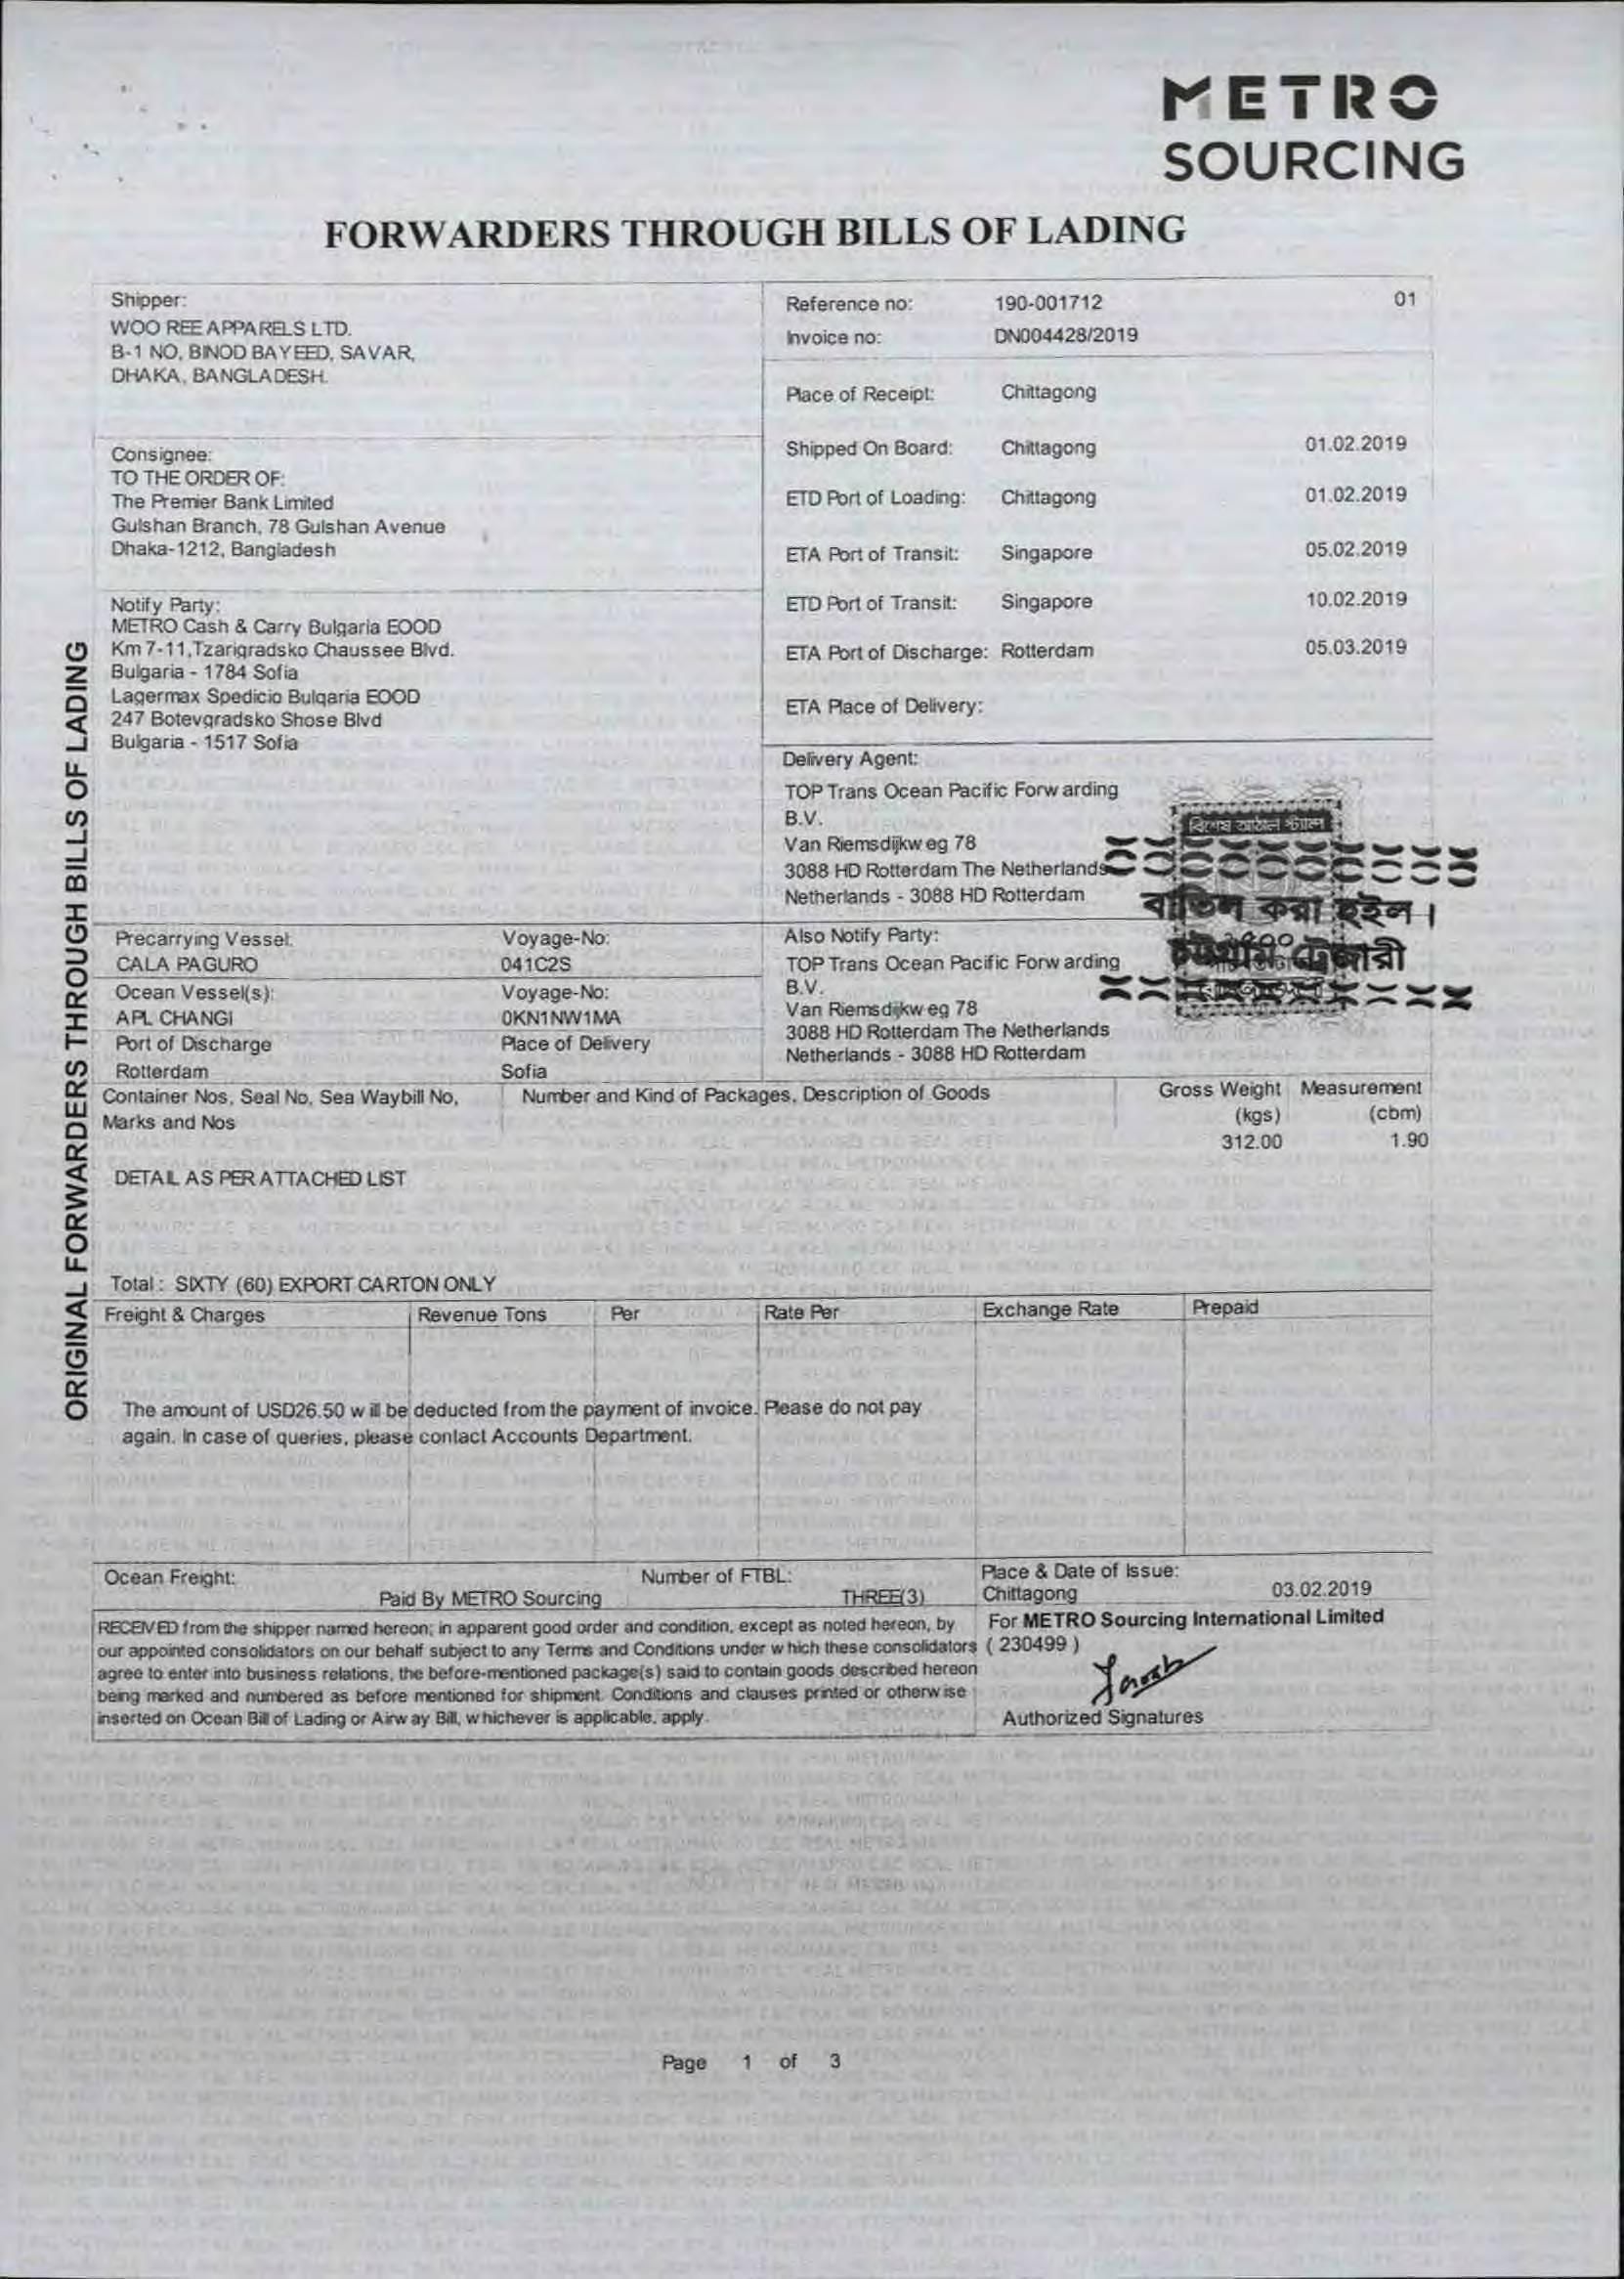 METRO
SOURCING
FORWARDERS THROUGH BILLS OF LADING
ORIGINAL FORWARDERS THROUGH BILLS OF LADING
Shipper:
WOO REE APPARELS LTD.
B-1 NO, BINOD BAYEED, SAVAR,
DHAKA, BANGLADESH.
Reference no: 190-001712 01
Invoice no: DN004428/2019
Place of Receipt: Chittagong
Shipped On Board: Chittagong 01.02.2019
ETD Port of Loading: Chittagong 01.02.2019
ETA Port of Transit: Singapore 05.02.2019
ETD Port of Transit: Singapore 10.02.2019
ETA Port of Discharge: Rotterdam 05.03.2019
ETA Place of Delivery:
Consignee:
TO THE ORDER OF:
The Premier Bank Limited
Gulshan Branch, 78 Gulshan Avenue
Dhaka-1212, Bangladesh
Notify Party:
METRO Cash & Carry Bulgaria EOOD
Km 7-11,Tzarigradsko Chaussee Blvd.
Bulgaria - 1784 Sofia
Lagermax Spedicio Bulgaria EOOD
247 Botevgradsko Shose Blvd
Bulgaria - 1517 Sofia
Delivery Agent:
TOP Trans Ocean Pacific Forwarding
B.V.
Van Riemsdijkweg 78
3088 HD Rotterdam The Netherlands
Netherlands - 3088 HD Rotterdam
বাতিল করা হইল।
চট্টগ্রাম ট্রেজারী
Precarrying Vessel: Voyage-No:
CALA PAGURO 041C2S
Ocean Vessel(s): Voyage-No:
APL CHANGI 0KN1NW1MA
Port of Discharge Place of Delivery
Rotterdam Sofia
Also Notify Party:
TOP Trans Ocean Pacific Forwarding
B.V.
Van Riemsdijkweg 78
3088 HD Rotterdam The Netherlands
Netherlands - 3088 HD Rotterdam
Container Nos, Seal No, Sea Waybill No, Number and Kind of Packages, Description of Goods Gross Weight Measurement
Marks and Nos (kgs) (cbm)
312.00 1.90
DETAIL AS PER ATTACHED LIST
Total : SIXTY (60) EXPORT CARTON ONLY
Freight & Charges Revenue Tons Per Rate Per Exchange Rate Prepaid
The amount of USD26.50 will be deducted from the payment of invoice. Please do not pay
again. In case of queries, please contact Accounts Department.
Ocean Freight: Number of FTBL: Place & Date of Issue:
Paid By METRO Sourcing THREE(3) Chittagong 03.02.2019
RECEIVED from the shipper named hereon; in apparent good order and condition, except as noted hereon, by
our appointed consolidators on our behalf subject to any Terms and Conditions under which these consolidators
agree to enter into business relations, the before-mentioned package(s) said to contain goods described hereon
being marked and numbered as before mentioned for shipment. Conditions and clauses printed or otherwise
inserted on Ocean Bill of Lading or Airway Bill, whichever is applicable, apply.
For METRO Sourcing International Limited
( 230499 )
Authorized Signatures
Page 1 of 3